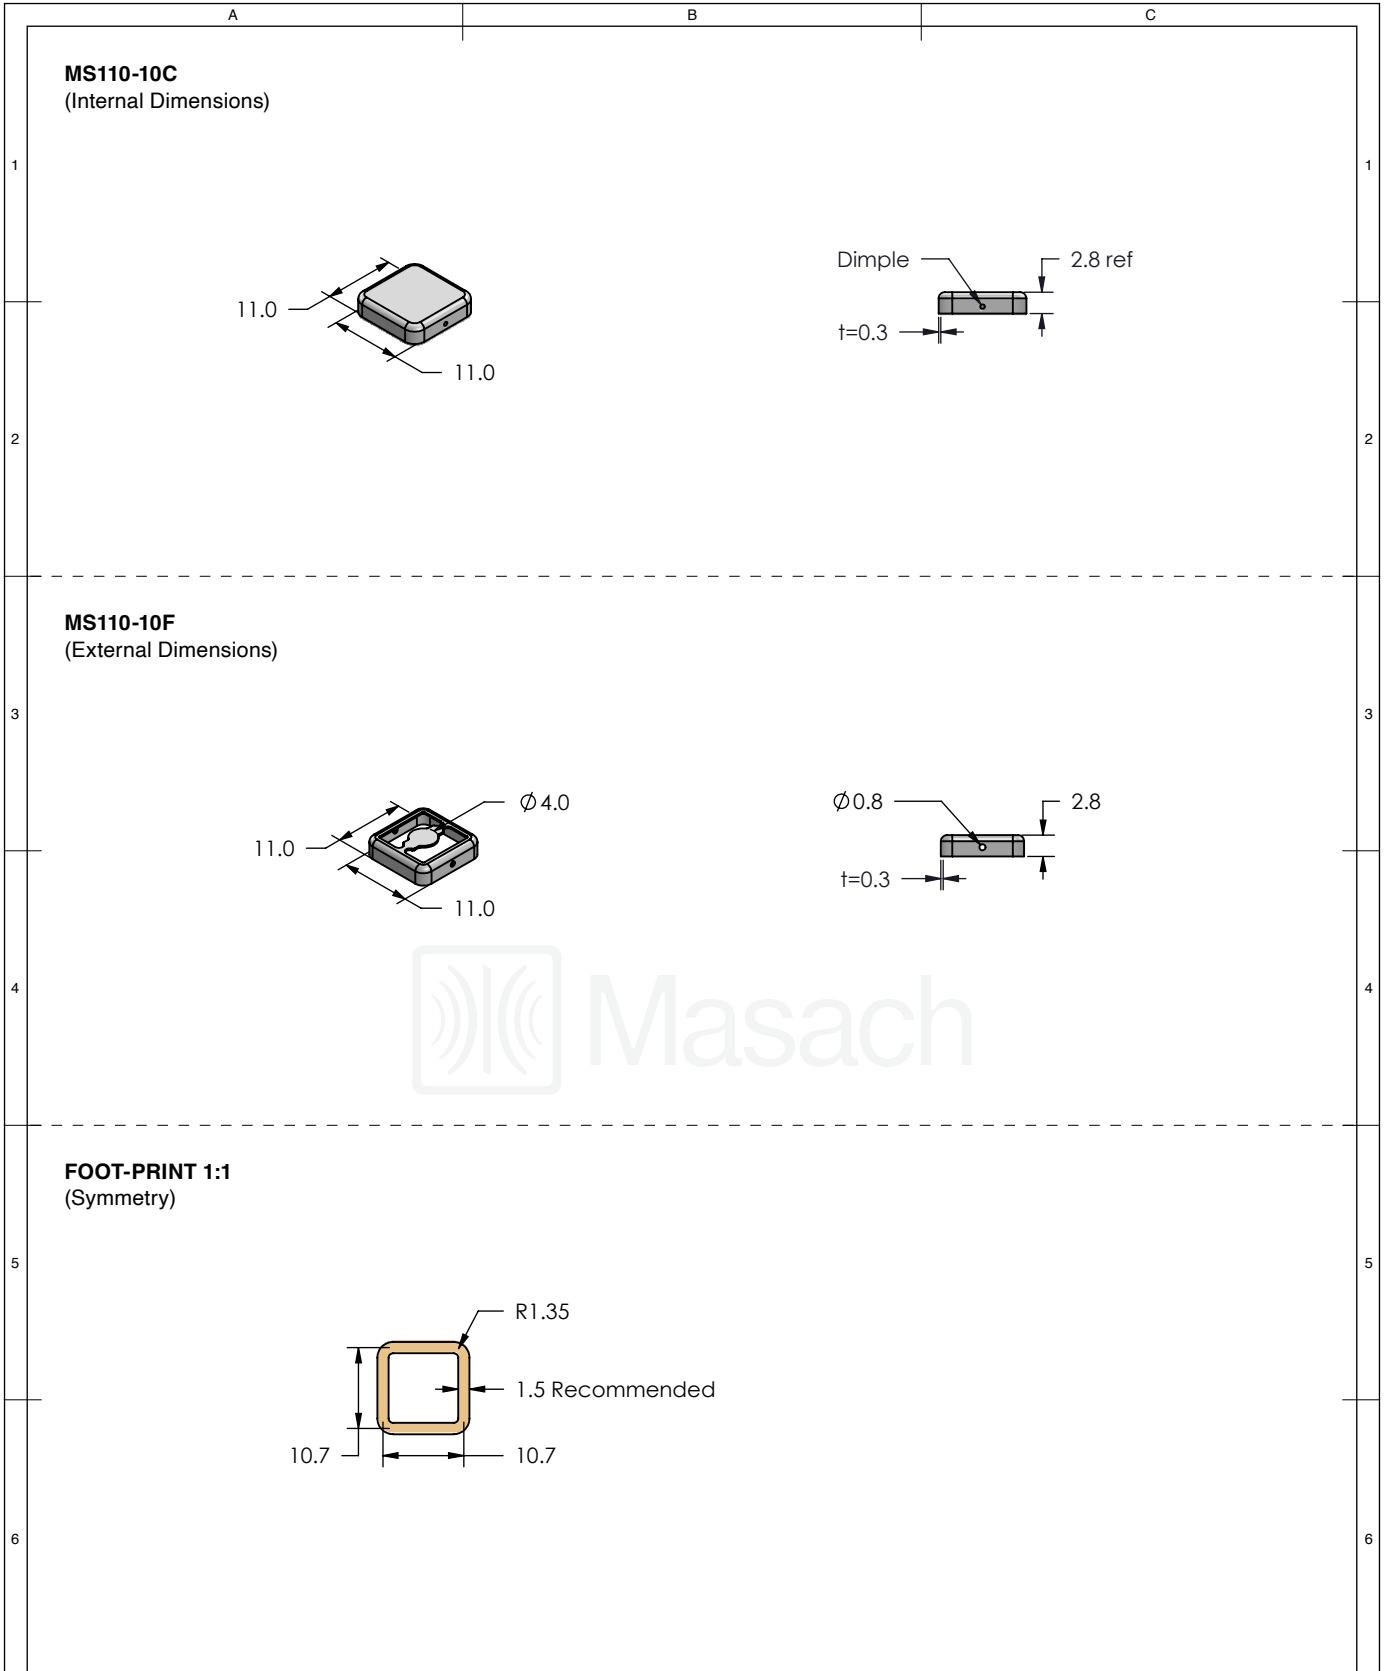 A
B
C
MS110-10C
(Internal Dimensions)
1
1
Dimple
2.8 ref
11.0
t=0.3
11.0
2
2
MS110-10F
(External Dimensions)
3
3
Ø4.0
Ø0.8
2.8
11.0
t=0.3
11.0
Masach
4
4
FOOT-PRINT 1:1
(Symmetry)
5
5
R1.35
1.5 Recommended
10.7
10.7
6
6